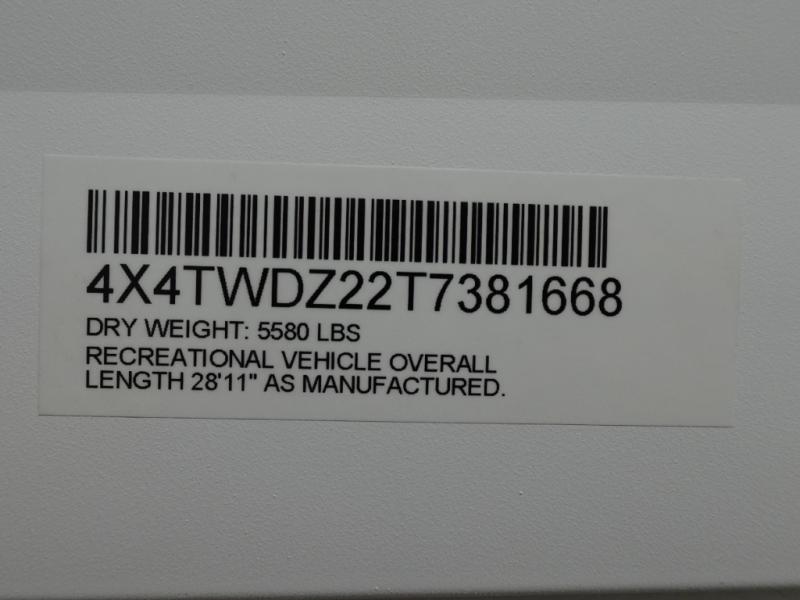 4X4TWDZ22T7381668
DRY WEIGHT: 5580 LBS
RECREATIONAL VEHICLE OVERALL
LENGTH 28'11" AS MANUFACTURED.